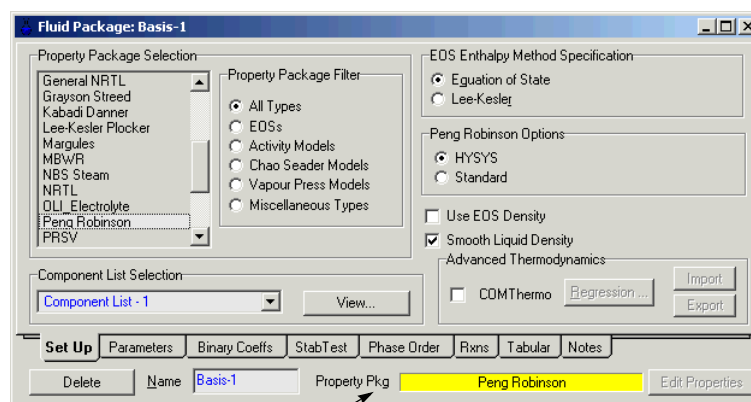 Fluid Package: Basis-1
Property Package Selection
General NRTL
Grayson Streed
Kabadi Danner
Lee-Kesler Plocker
Margules
MBWR
NBS Steam
NRTL
OLI_Electrolyte
Peng Robinson
PRSV
Property Package Filter
All Types
EOSs
Activity Models
Chao Seader Models
Vapour Press Models
Miscellaneous Types
EOS Enthalpy Method Specification
Equation of State
Lee-Kesler
Peng Robinson Options
HYSYS
Standard
Use EOS Density
Smooth Liquid Density
Component List Selection
Component List - 1
View...
Advanced Thermodynamics
COMThermo
Regression ...
Import
Export
Set Up Parameters Binary Coeffs StabTest Phase Order Rxns Tabular Notes
Delete Name Basis-1 Property Pkg Peng Robinson Edit Properties